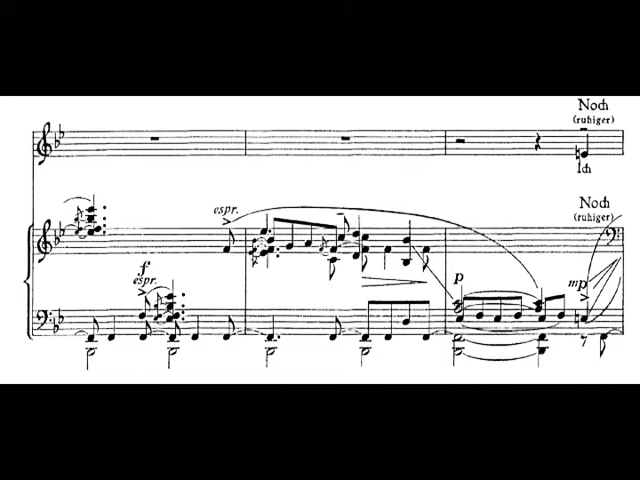 Noch
(ruhiger)
Ich
espr.
Noch
(ruhiger)
f
espr.
p
mp